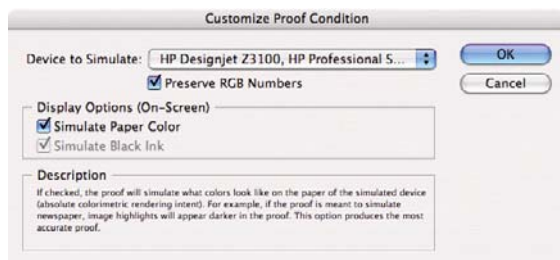 Customize Proof Condition
Device to Simulate: HP Designjet Z3100, HP Professional S... OK
Preserve RGB Numbers Cancel
Display Options (On-Screen)
Simulate Paper Color
Simulate Black Ink
Description
If checked, the proof will simulate what colors look like on the paper of the simulated device
(absolute colorimetric rendering intent). For example, if the proof is meant to simulate
newspaper, image highlights will appear darker in the proof. This option produces the most
accurate proof.